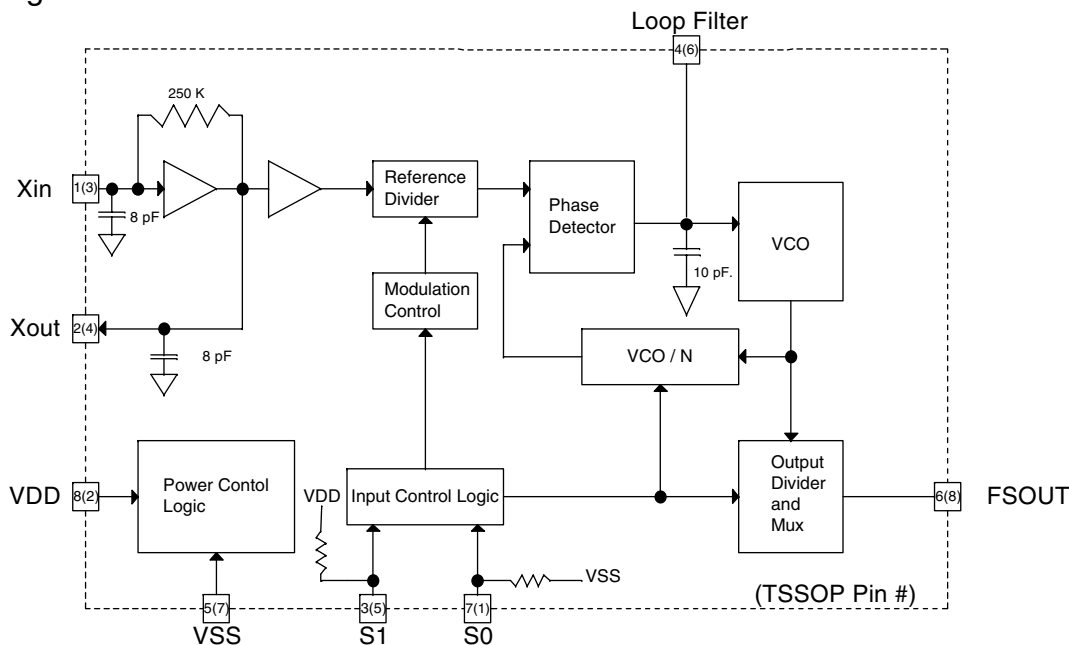 Loop Filter
4(6)
250 K
Xin
1(3)
8 pF
Reference
Divider
Phase
Detector
VCO
10 pF.
Modulation
Control
Xout
2(4)
8 pF
VCO / N
VDD
8(2)
Power Contol
Logic
VDD
Input Control Logic
Output
Divider
and
Mux
6(8)
FSOUT
VSS
(TSSOP Pin #)
5(7)
3(5)
7(1)
VSS
S1
S0